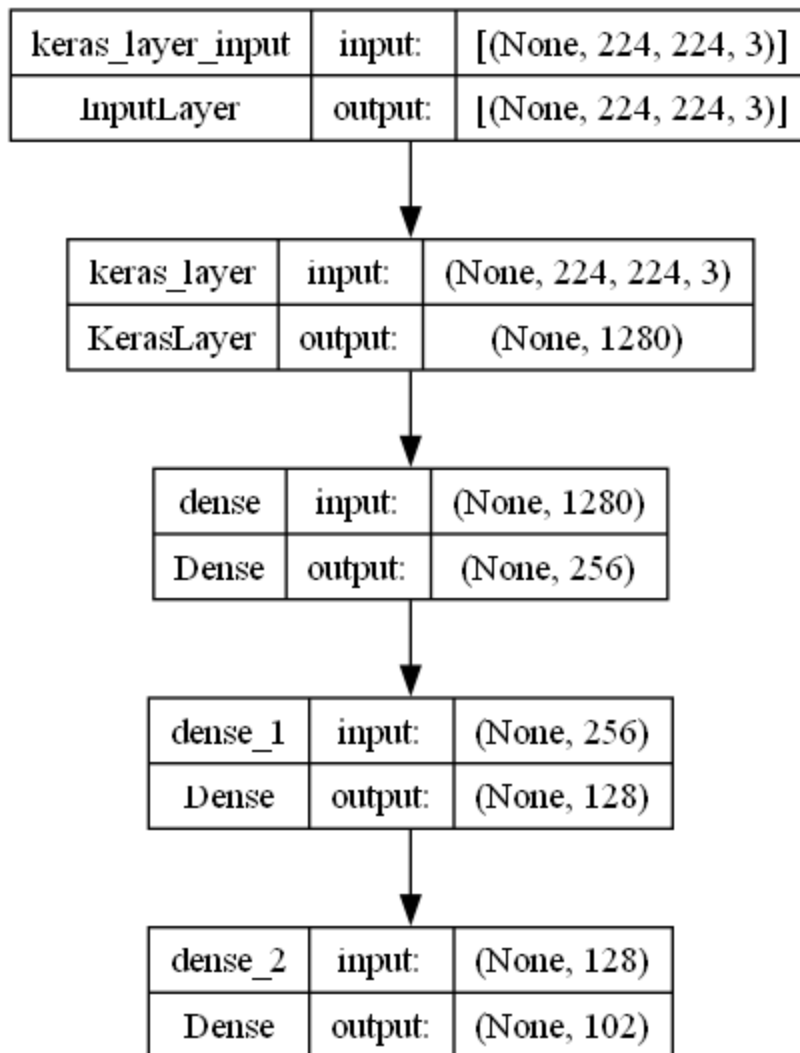 keras_layer_input input: [(None, 224, 224, 3)]
InputLayer output: [(None, 224, 224, 3)]
keras_layer input: (None, 224, 224, 3)
KerasLayer output: (None, 1280)
dense input: (None, 1280)
Dense output: (None, 256)
dense_1 input: (None, 256)
Dense output: (None, 128)
dense_2 input: (None, 128)
Dense output: (None, 102)